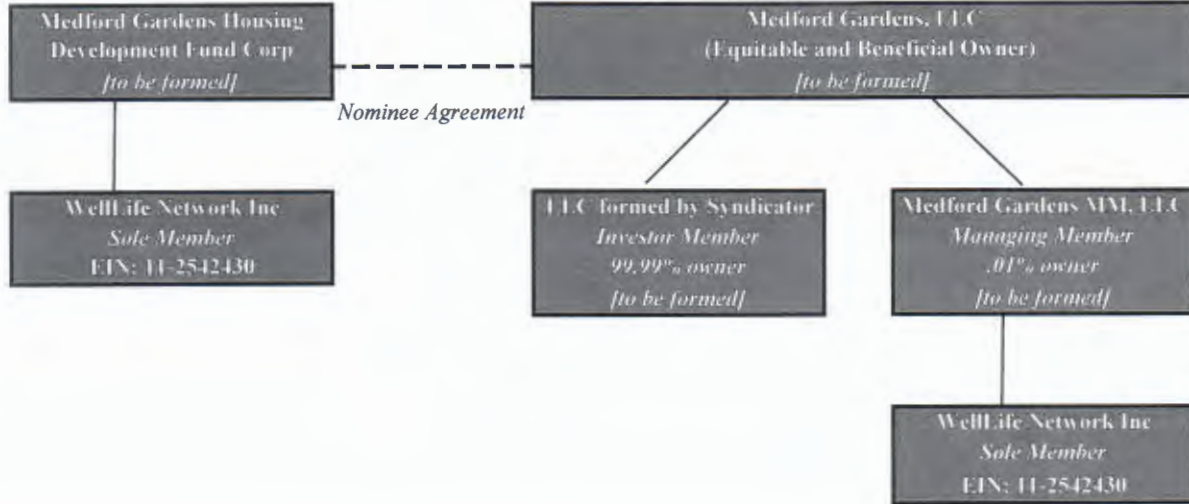 Medford Gardens Housing
Development Fund Corp
[to be formed]
Nominee Agreement
Medford Gardens, LLC
(Equitable and Beneficial Owner)
[to be formed]
WellLife Network Inc
Sole Member
EIN: 11-2542430
LLC formed by Syndicator
Investor Member
99.99% owner
[to be formed]
Medford Gardens MM, LLC
Managing Member
.01% owner
[to be formed]
WellLife Network Inc
Sole Member
EIN: 11-2542430